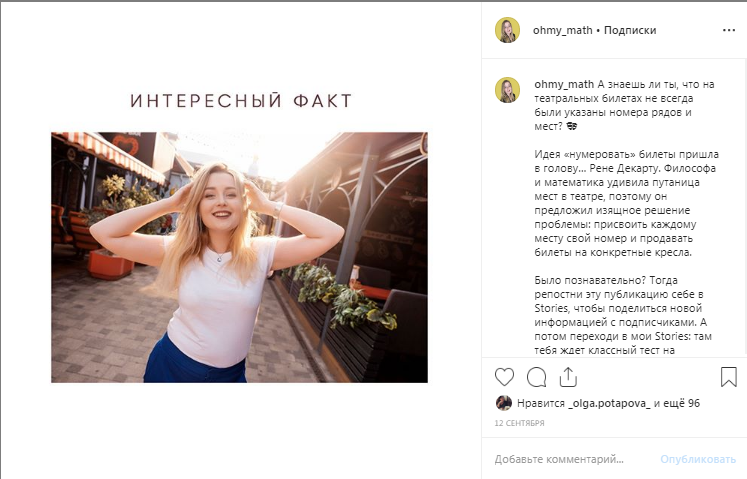 ИНТЕРЕСНЫЙ ФАКТ
ohmy_math • Подписки
ohmy_math А знаешь ли ты, что на
театральных билетах не всегда
были указаны номера рядов и
мест?
Идея «нумеровать» билеты пришла
в голову... Рене Декарту. Философа
и математика удивила путаница
мест в театре, поэтому он
предложил изящное решение
проблемы: присвоить каждому
месту свой номер и продавать
билеты на конкретные кресла.
Было познавательно? Тогда
репостни эту публикацию себе в
Stories, чтобы поделиться новой
информацией с подписчиками. А
потом переходи в мои Stories: там
тебя ждет классный тест на
Нравится _olga.potapova_ и ещё 96
12 СЕНТЯБРЯ
Добавьте комментарий...
Опубликовать